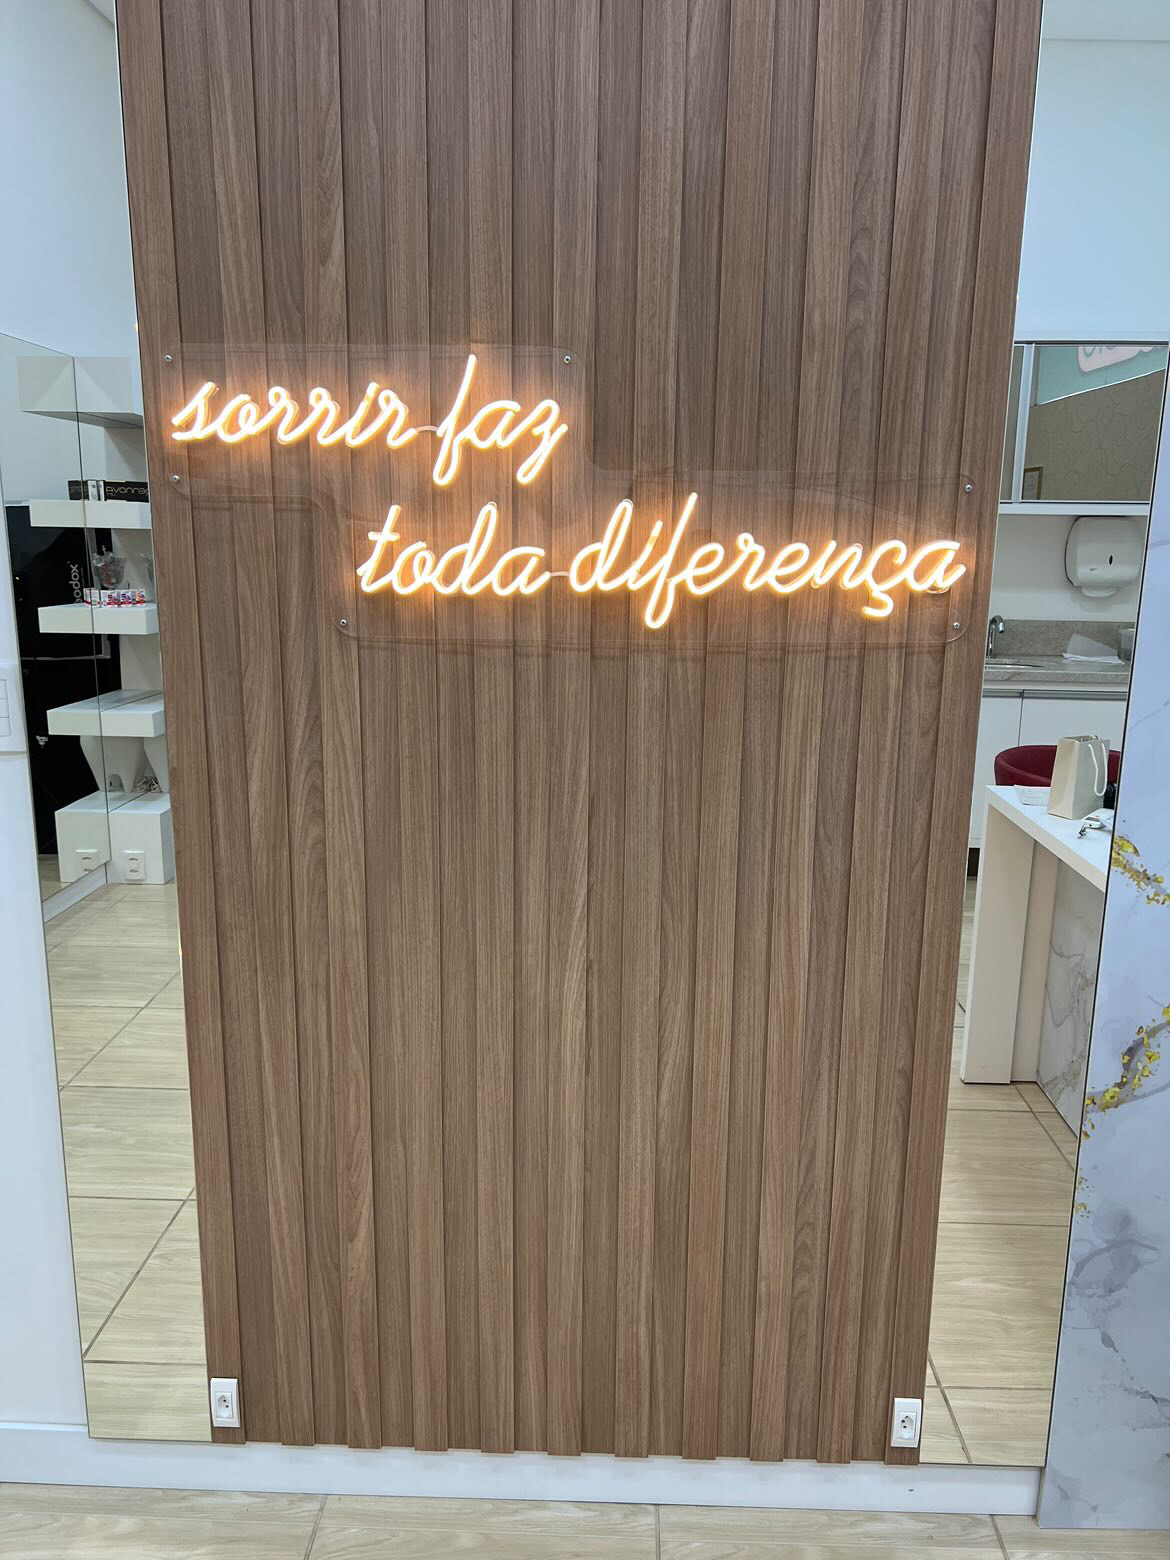 sorrir faz
toda diferença